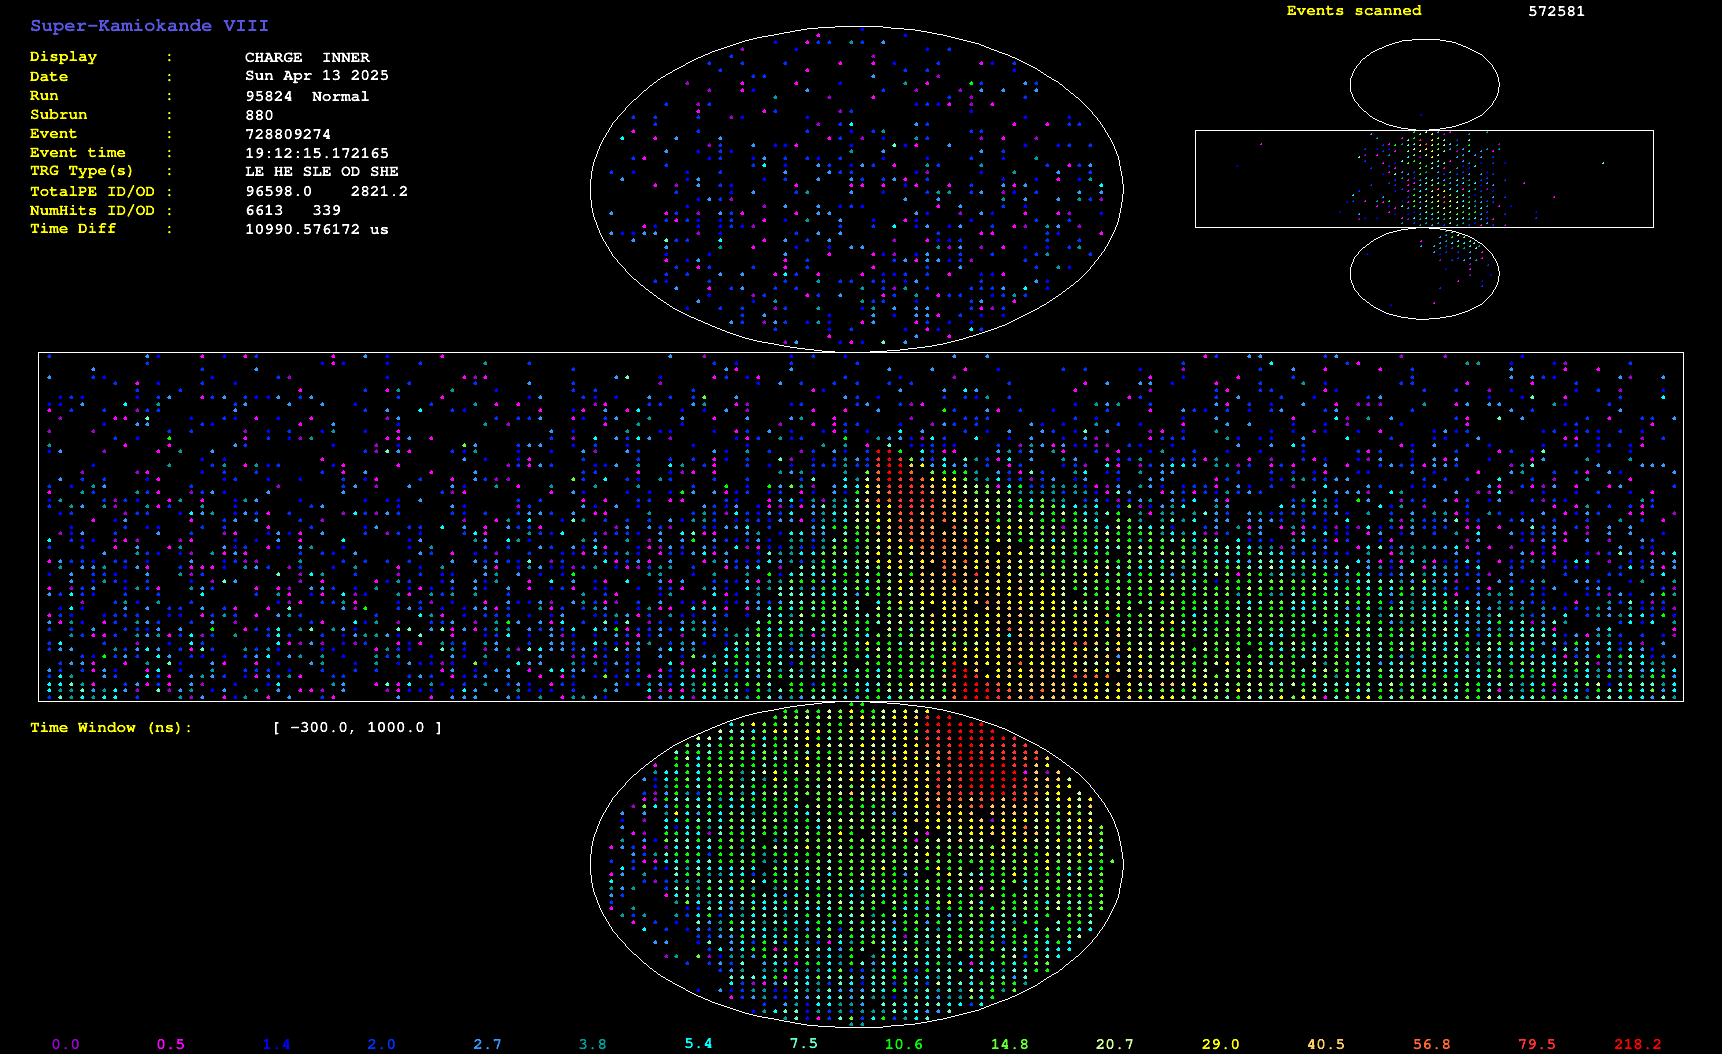 Super-Kamiokande VIII
Events scanned 572581
Display : CHARGE INNER
Date : Sun Apr 13 2025
Run : 95824 Normal
Subrun : 880
Event : 728809274
Event time : 19:12:15.172165
TRG Type(s) : LE HE SLE OD SHE
TotalPE ID/OD : 96598.0 2821.2
NumHits ID/OD : 6613 339
Time Diff : 10990.576172 us
Time Window (ns): [ -300.0, 1000.0 ]
0.0 0.5 1.4 2.0 2.7 3.8 5.4 7.5 10.6 14.8 20.7 29.0 40.5 56.8 79.5 218.2